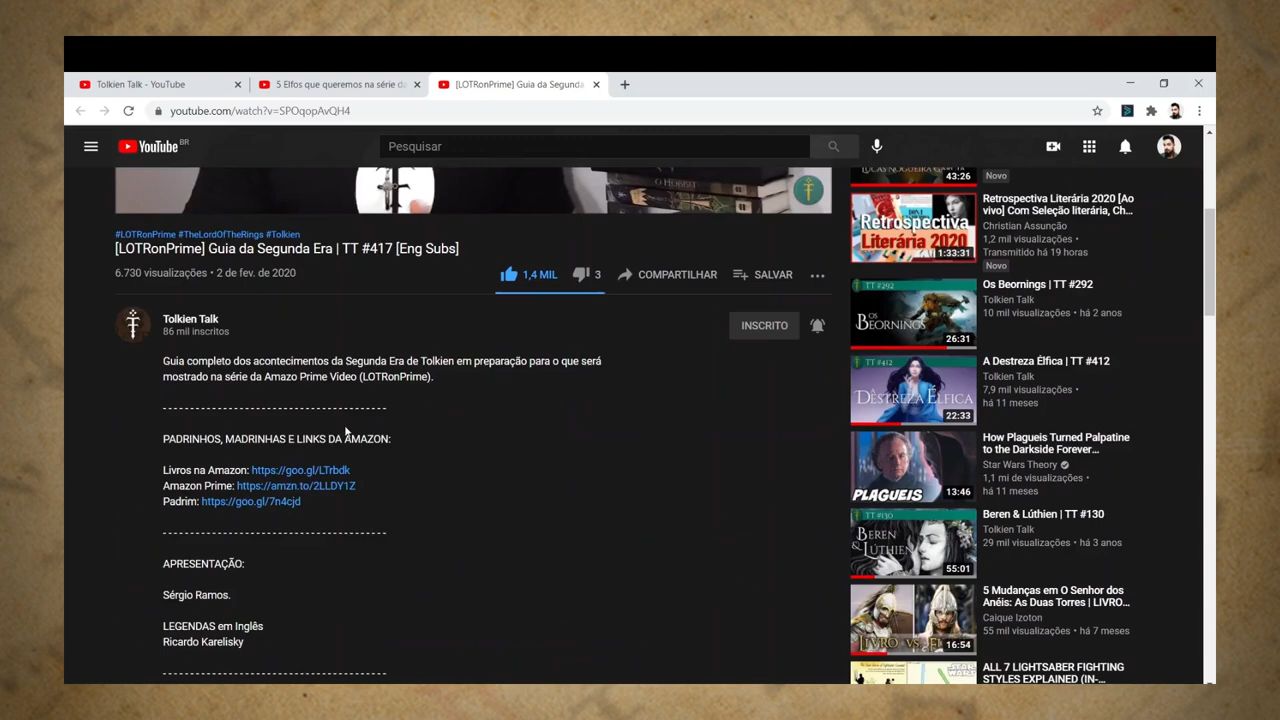 Tolkien Talk - YouTube
5 Elfos que queremos na série da
[LOTRonPrime] Guia da Segunda
youtube.com/watch?v=SPOqopAvQH4
YouTube BR
Pesquisar
O HOBBIT
#LOTRonPrime #TheLordOfTheRings #Tolkien
[LOTRonPrime] Guia da Segunda Era | TT #417 [Eng Subs]
6.730 visualizações • 2 de fev. de 2020
1,4 MIL
3
COMPARTILHAR
SALVAR
Tolkien Talk
86 mil inscritos
INSCRITO
Guia completo dos acontecimentos da Segunda Era de Tolkien em preparação para o que será
mostrado na série da Amazo Prime Video (LOTRonPrime).
----------------------------------------
PADRINHOS, MADRINHAS E LINKS DA AMAZON:
Livros na Amazon: https://goo.gl/LTrbdk
Amazon Prime: https://amzn.to/2LLDY1Z
Padrim: https://goo.gl/7n4cjd
----------------------------------------
APRESENTAÇÃO:
Sérgio Ramos.
LEGENDAS em Inglês
Ricardo Karelisky
----------------------------------------
LUCAS NOGUEIRA
43:26
Novo
Retrospectiva
Literária 2020
1:33:31
Retrospectiva Literária 2020 [Ao
vivo] Com Seleção literária, Ch...
Christian Assunção
1,2 mil visualizações •
Transmitido há 19 horas
Novo
TT #292
OS
BEORNINGS
26:31
Os Beornings | TT #292
Tolkien Talk
10 mil visualizações • há 2 anos
TT #412
DESTREZA ÉLFICA
22:33
A Destreza Élfica | TT #412
Tolkien Talk
7,9 mil visualizações •
há 11 meses
PLAGUEIS
13:46
How Plagueis Turned Palpatine
to the Darkside Forever...
Star Wars Theory
1,1 mi de visualizações •
há 11 meses
TT #130
BEREN
& LÚTHIEN
55:01
Beren & Lúthien | TT #130
Tolkien Talk
29 mil visualizações • há 3 anos
LIVRO VS. FI
16:54
5 Mudanças em O Senhor dos
Anéis: As Duas Torres | LIVRO...
Caique Izoton
55 mil visualizações • há 7 meses
ALL 7 LIGHTSABER FIGHTING
STYLES EXPLAINED (IN-...